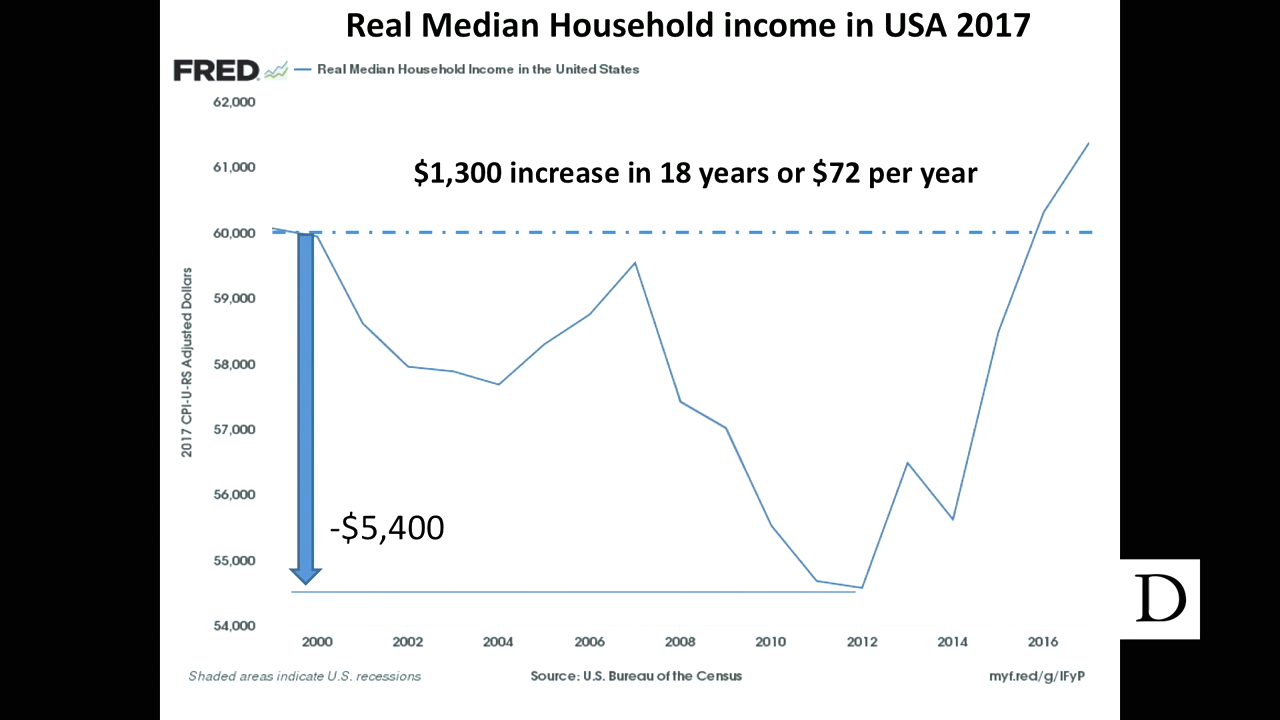 Real Median Household income in USA 2017
FRED
Real Median Household Income in the United States
62,000
61,000
60,000
59,000
58,000
57,000
56,000
55,000
54,000
2017 CPI-U-RS Adjusted Dollars
$1,300 increase in 18 years or $72 per year
-$5,400
D
2000 2002 2004 2006 2008 2010 2012 2014 2016
Shaded areas indicate U.S. recessions
Source: U.S. Bureau of the Census
myf.red/g/lFyP